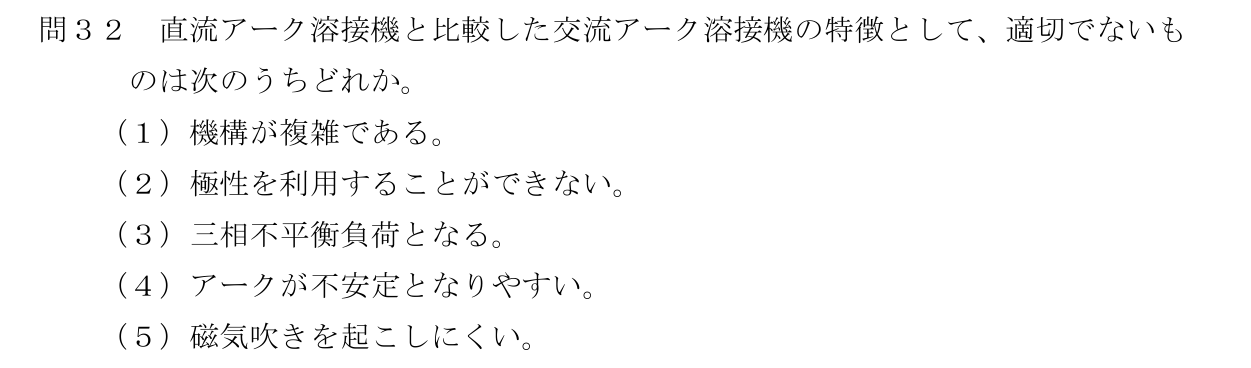 問３２　直流アーク溶接機と比較した交流アーク溶接機の特徴として、適切でないも
のは次のうちどれか。
（１）機構が複雑である。
（２）極性を利用することができない。
（３）三相不平衡負荷となる。
（４）アークが不安定となりやすい。
（５）磁気吹きを起こしにくい。